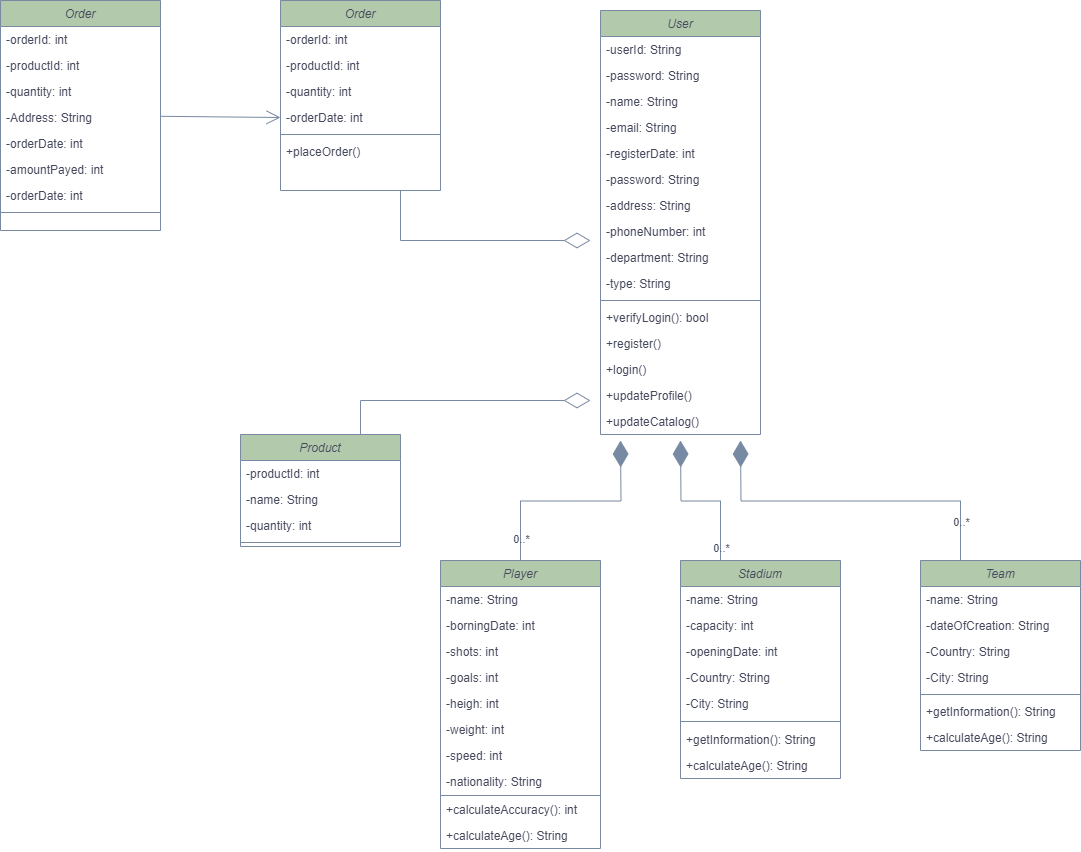 Order
-orderId: int
-productId: int
-quantity: int
-Address: String
-orderDate: int
-amountPayed: int
-orderDate: int
Order
-orderId: int
-productId: int
-quantity: int
-orderDate: int
+placeOrder()
User
-userId: String
-password: String
-name: String
-email: String
-registerDate: int
-password: String
-address: String
-phoneNumber: int
-department: String
-type: String
+verifyLogin(): bool
+register()
+login()
+updateProfile()
+updateCatalog()
Product
-productId: int
-name: String
-quantity: int
0..*
0..*
0..*
Player
-name: String
-borningDate: int
-shots: int
-goals: int
-heigh: int
-weight: int
-speed: int
-nationality: String
+calculateAccuracy(): int
+calculateAge(): String
Stadium
-name: String
-capacity: int
-openingDate: int
-Country: String
-City: String
+getInformation(): String
+calculateAge(): String
Team
-name: String
-dateOfCreation: String
-Country: String
-City: String
+getInformation(): String
+calculateAge(): String